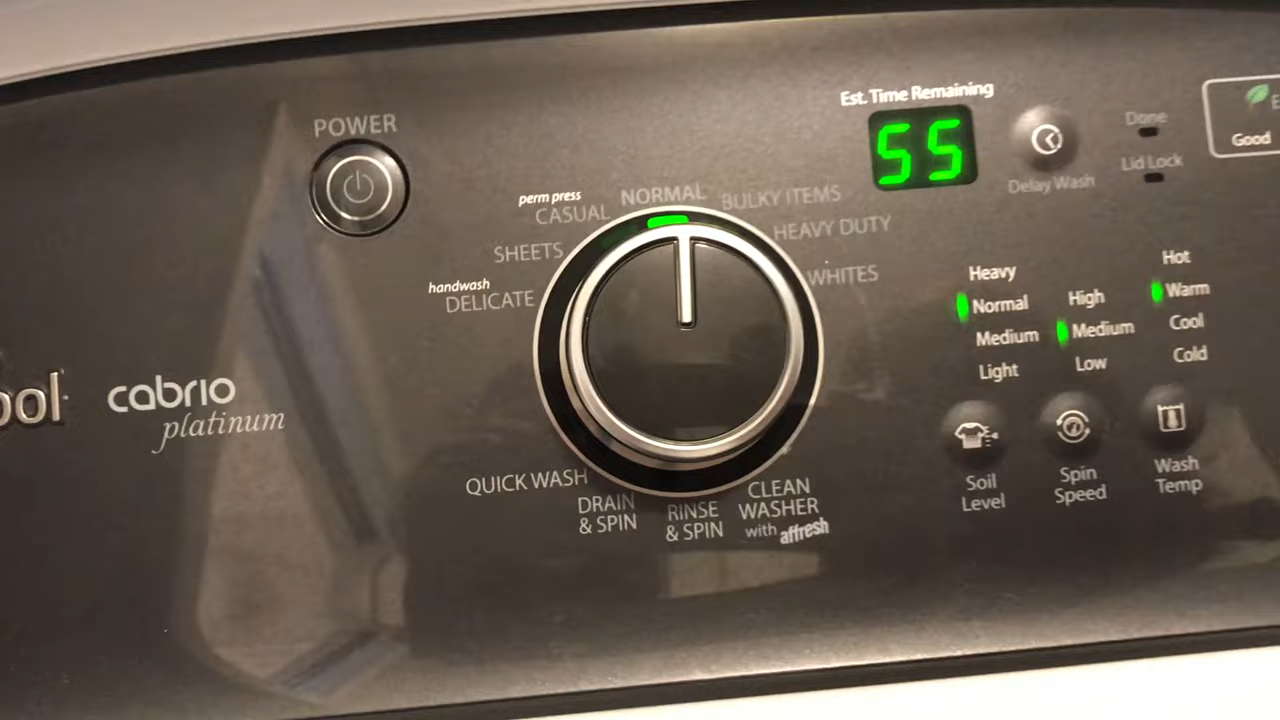 POWER
Est. Time Remaining
55
Delay Wash
Done
Lid Lock
Good
perm press
CASUAL
NORMAL
BULKY ITEMS
SHEETS
HEAVY DUTY
handwash
DELICATE
WHITES
Heavy
Normal
Medium
Light
High
Medium
Low
Hot
Warm
Cool
Cold
cabrio
platinum
Soil
Level
Spin
Speed
Wash
Temp
QUICK WASH
DRAIN
& SPIN
RINSE
& SPIN
CLEAN
WASHER
with affresh